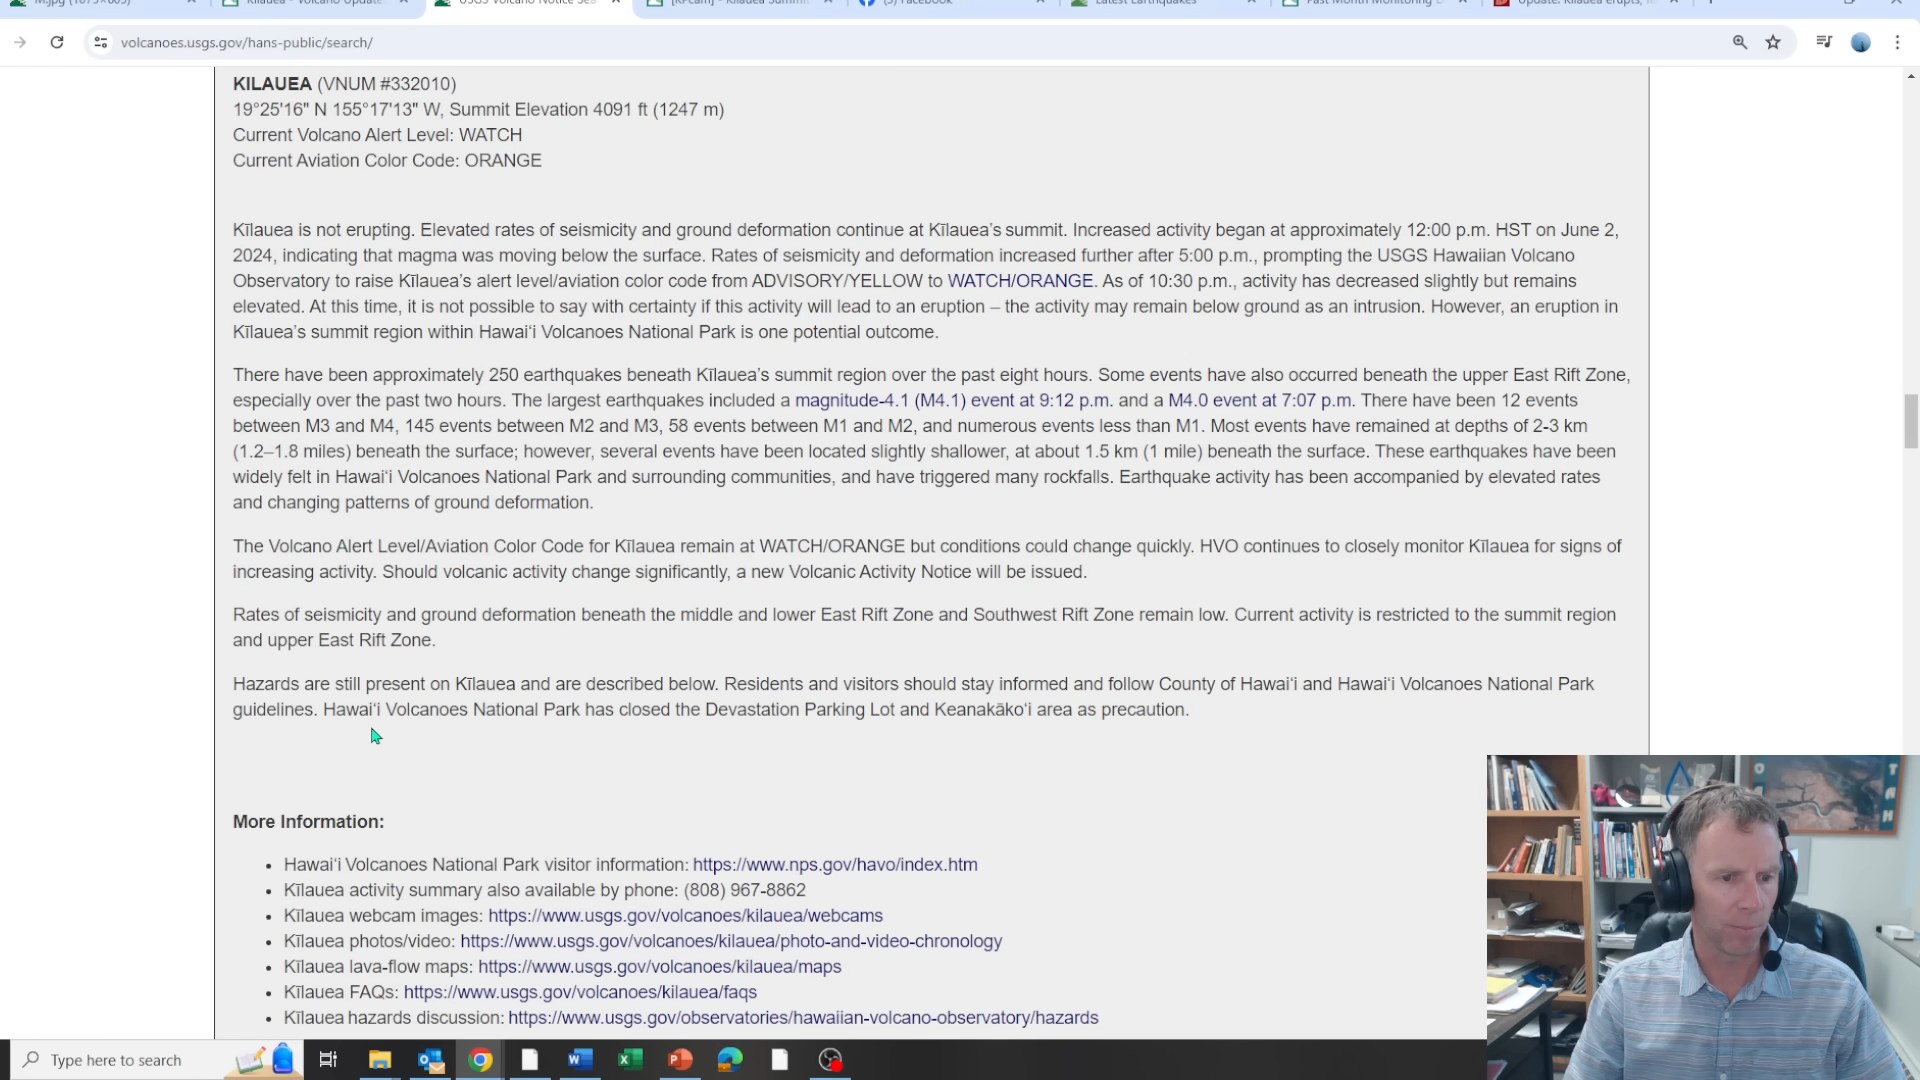 volcanoes.usgs.gov/hans-public/search/
KILAUEA (VNUM #332010)
19°25'16" N 155°17'13" W, Summit Elevation 4091 ft (1247 m)
Current Volcano Alert Level: WATCH
Current Aviation Color Code: ORANGE
Kīlauea is not erupting. Elevated rates of seismicity and ground deformation continue at Kīlauea’s summit. Increased activity began at approximately 12:00 p.m. HST on June 2,
2024, indicating that magma was moving below the surface. Rates of seismicity and deformation increased further after 5:00 p.m., prompting the USGS Hawaiian Volcano
Observatory to raise Kīlauea’s alert level/aviation color code from ADVISORY/YELLOW to WATCH/ORANGE. As of 10:30 p.m., activity has decreased slightly but remains
elevated. At this time, it is not possible to say with certainty if this activity will lead to an eruption – the activity may remain below ground as an intrusion. However, an eruption in
Kīlauea’s summit region within Hawaiʻi Volcanoes National Park is one potential outcome.
There have been approximately 250 earthquakes beneath Kīlauea’s summit region over the past eight hours. Some events have also occurred beneath the upper East Rift Zone,
especially over the past two hours. The largest earthquakes included a magnitude-4.1 (M4.1) event at 9:12 p.m. and a M4.0 event at 7:07 p.m. There have been 12 events
between M3 and M4, 145 events between M2 and M3, 58 events between M1 and M2, and numerous events less than M1. Most events have remained at depths of 2-3 km
(1.2–1.8 miles) beneath the surface; however, several events have been located slightly shallower, at about 1.5 km (1 mile) beneath the surface. These earthquakes have been
widely felt in Hawaiʻi Volcanoes National Park and surrounding communities, and have triggered many rockfalls. Earthquake activity has been accompanied by elevated rates
and changing patterns of ground deformation.
The Volcano Alert Level/Aviation Color Code for Kīlauea remain at WATCH/ORANGE but conditions could change quickly. HVO continues to closely monitor Kīlauea for signs of
increasing activity. Should volcanic activity change significantly, a new Volcanic Activity Notice will be issued.
Rates of seismicity and ground deformation beneath the middle and lower East Rift Zone and Southwest Rift Zone remain low. Current activity is restricted to the summit region
and upper East Rift Zone.
Hazards are still present on Kīlauea and are described below. Residents and visitors should stay informed and follow County of Hawaiʻi and Hawaiʻi Volcanoes National Park
guidelines. Hawaiʻi Volcanoes National Park has closed the Devastation Parking Lot and Keanakākoʻi area as precaution.
More Information:
• Hawaiʻi Volcanoes National Park visitor information: https://www.nps.gov/havo/index.htm
• Kīlauea activity summary also available by phone: (808) 967-8862
• Kīlauea webcam images: https://www.usgs.gov/volcanoes/kilauea/webcams
• Kīlauea photos/video: https://www.usgs.gov/volcanoes/kilauea/photo-and-video-chronology
• Kīlauea lava-flow maps: https://www.usgs.gov/volcanoes/kilauea/maps
• Kīlauea FAQs: https://www.usgs.gov/volcanoes/kilauea/faqs
• Kīlauea hazards discussion: https://www.usgs.gov/observatories/hawaiian-volcano-observatory/hazards
Type here to search